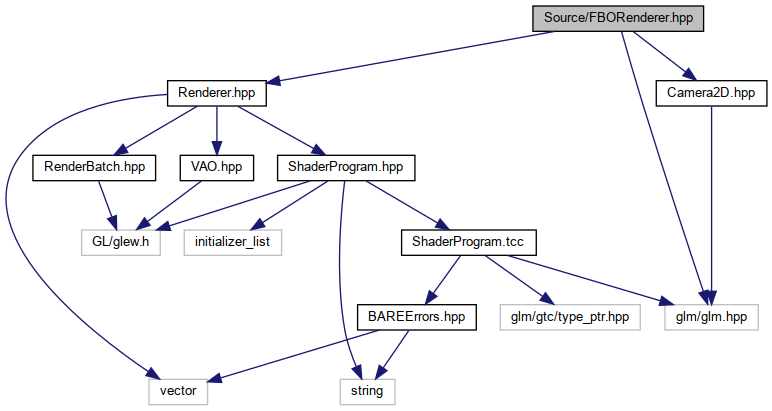 Source/FBORenderer.hpp
Renderer.hpp
Camera2D.hpp
RenderBatch.hpp
VAO.hpp
ShaderProgram.hpp
GL/glew.h
initializer_list
ShaderProgram.tcc
BAREErrors.hpp
glm/gtc/type_ptr.hpp
glm/glm.hpp
vector
string